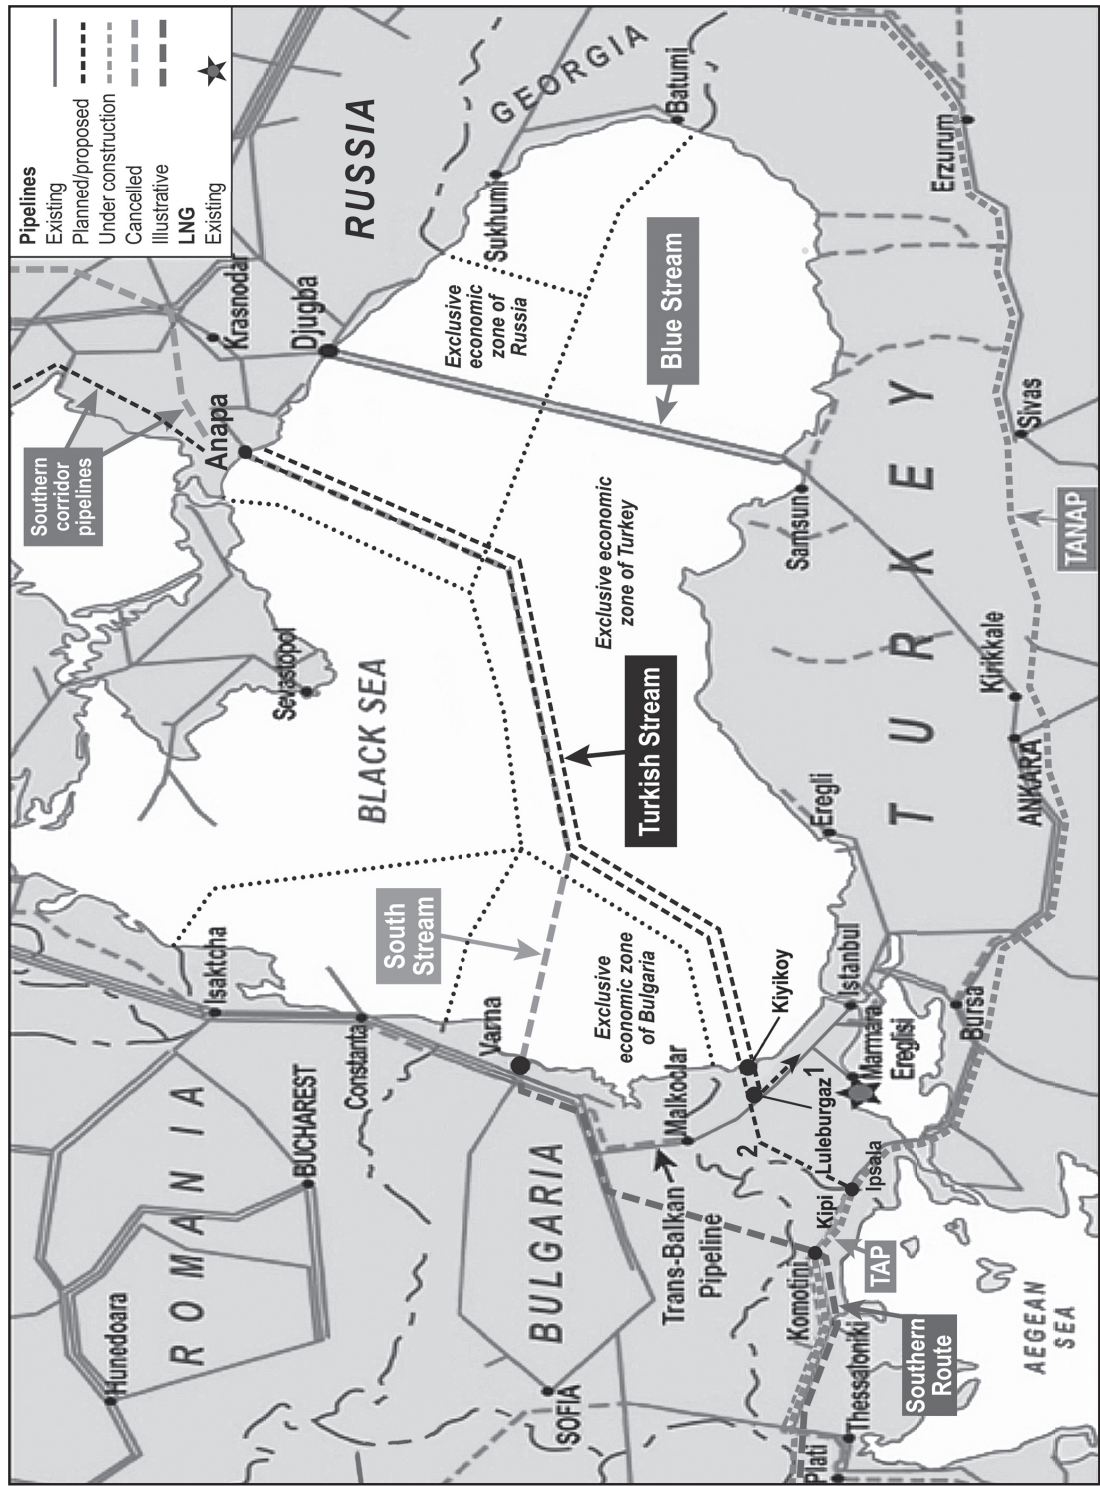 Pipelines
Existing
Planned/proposed
Under construction
Cancelled
Illustrative
LNG
Existing
RUSSIA
GEORGIA
Batumi
Sukhumi
Erzurum
Krasnodar
Djugba
Exclusive
economic
zone of
Russia
Blue Stream
Anapa
Southern
corridor
pipelines
Sivas
Samsun
Exclusive economic
zone of Turkey
TURKEY
TANAP
Sevastopol
BLACK SEA
Turkish Stream
Kirikkale
ANKARA
Eregli
South
Stream
Exclusive
economic zone
of Bulgaria
Isaktcha
Constanta
Varna
Kiyikoy
Istanbul
Bursa
Marmara
Ereglisi
Malkoclar
Luleburgaz
1
2
Ipsala
Kipi
BUCHAREST
ROMANIA
BULGARIA
Trans-Balkan
Pipeline
Komotini
TAP
Southern
Route
Hunedoara
SOFIA
Thessaloniki
Plati
AEGEAN
SEA